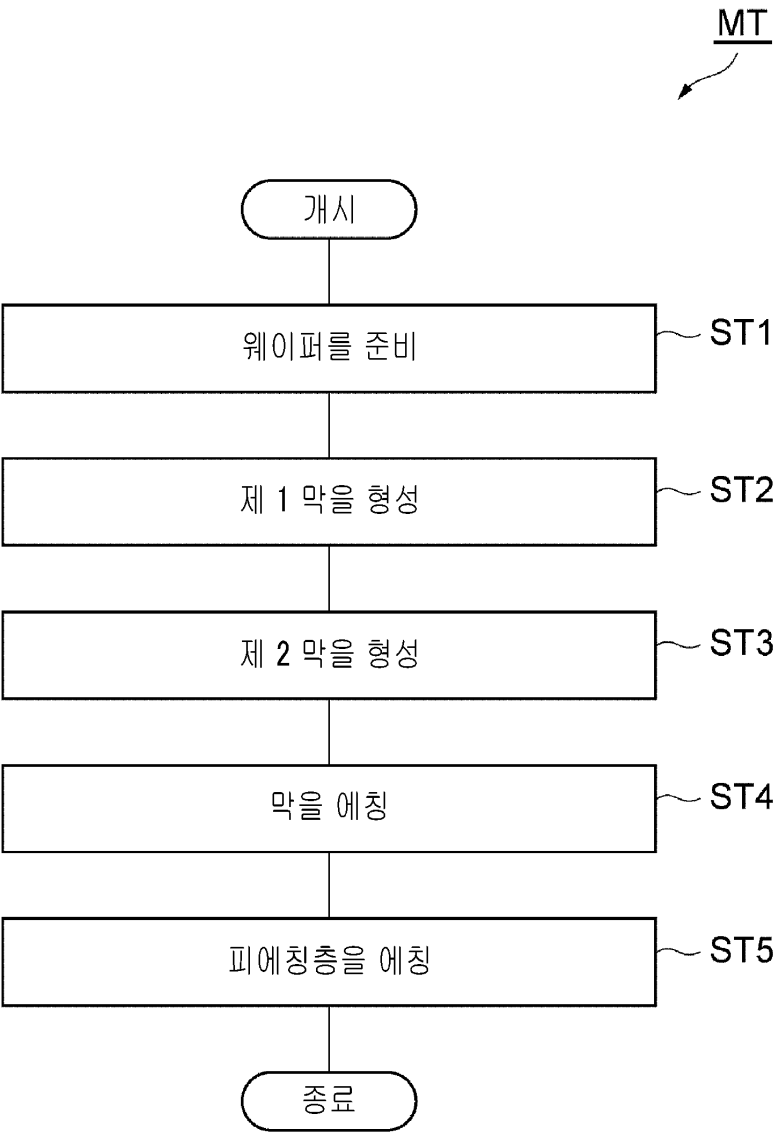 MT
개시
웨이퍼를 준비
ST1
제 1 막을 형성
ST2
제 2 막을 형성
ST3
막을 에칭
ST4
피에칭층을 에칭
ST5
종료